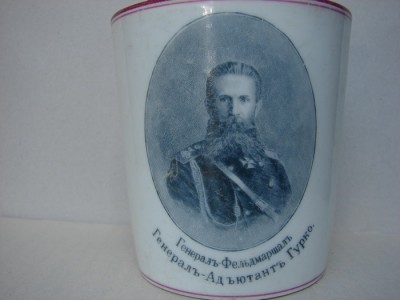 Генералъ-Фельдмаршалъ
Генералъ-Адъютантъ Гурко.